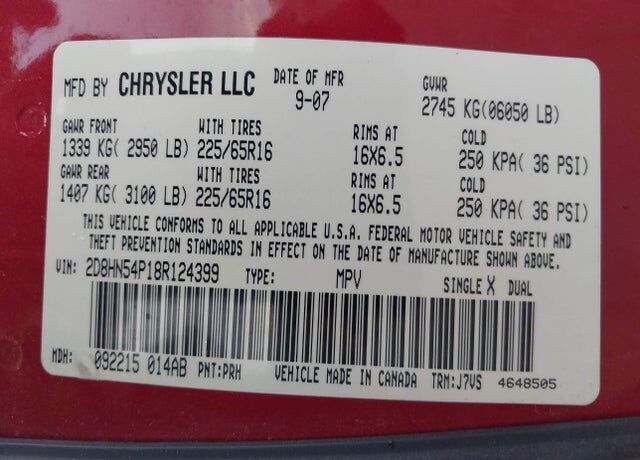 MFD BY CHRYSLER LLC DATE OF MFR GVWR
9-07 2745 KG(06050 LB)
GAWR FRONT WITH TIRES RIMS AT COLD
1339 KG( 2950 LB) 225/65R16 16X6.5 250 KPA( 36 PSI)
GAWR REAR WITH TIRES RIMS AT COLD
1407 KG( 3100 LB) 225/65R16 16X6.5 250 KPA( 36 PSI)
THIS VEHICLE CONFORMS TO ALL APPLICABLE U.S.A. FEDERAL MOTOR VEHICLE SAFETY AND
THEFT PREVENTION STANDARDS IN EFFECT ON THE DATE OF MANUFACTURE SHOWN ABOVE.
VIN: 2D8HN54P18R124399 TYPE: MPV SINGLE X DUAL
MDH: 092215 014AB PNT:PRH VEHICLE MADE IN CANADA TRM:J7VS 4648505